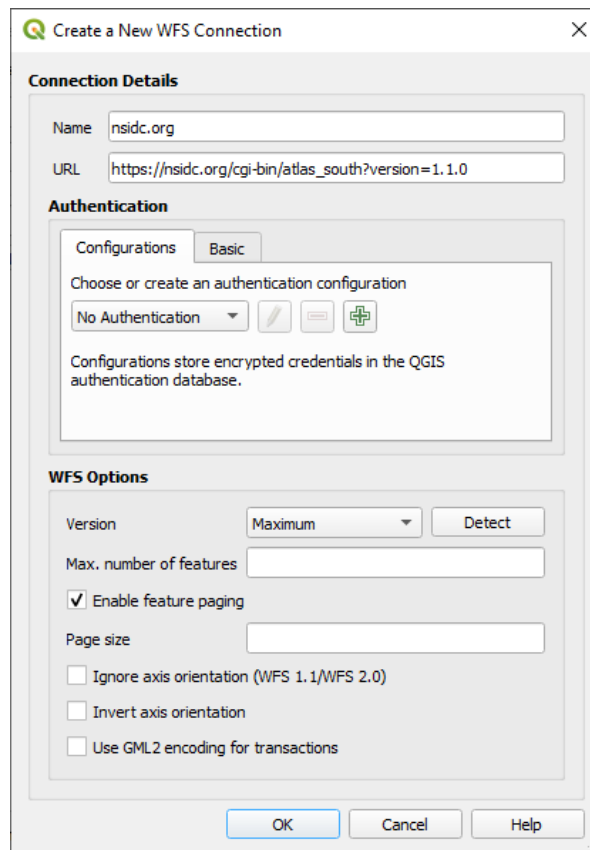 Create a New WFS Connection
Connection Details
Name nsidc.org
URL https://nsidc.org/cgi-bin/atlas_south?version=1.1.0
Authentication
Configurations Basic
Choose or create an authentication configuration
No Authentication
Configurations store encrypted credentials in the QGIS
authentication database.
WFS Options
Version Maximum Detect
Max. number of features
Enable feature paging
Page size
Ignore axis orientation (WFS 1.1/WFS 2.0)
Invert axis orientation
Use GML2 encoding for transactions
OK Cancel Help